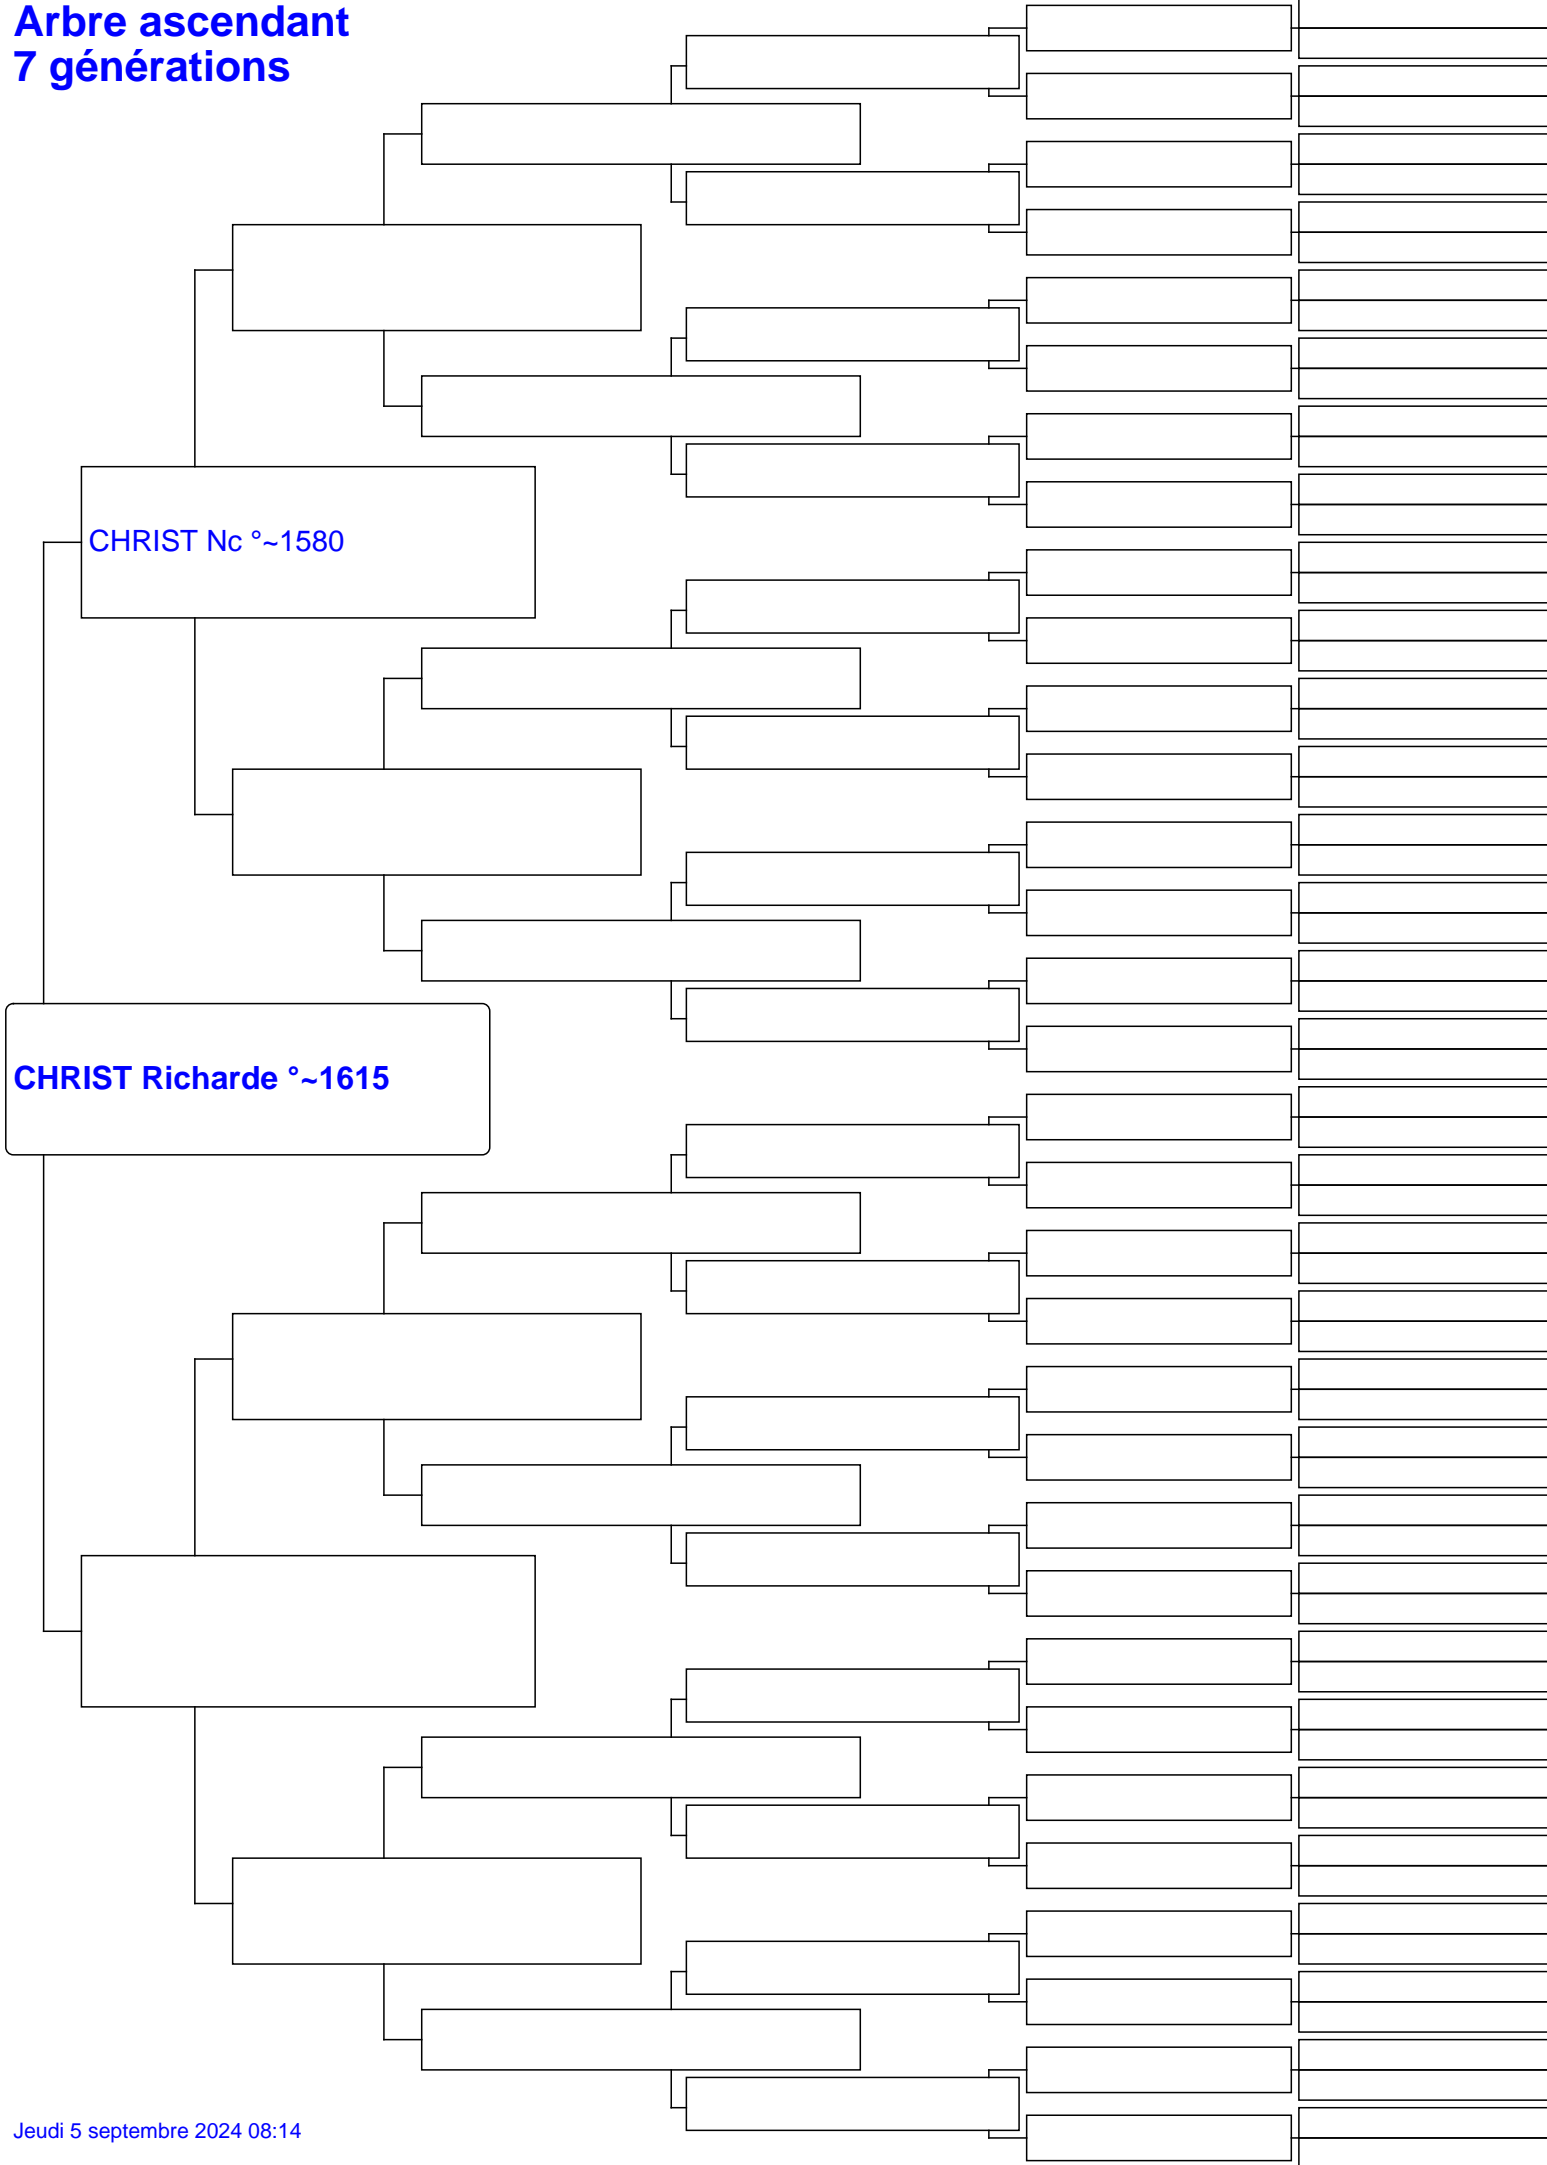 Arbre ascendant
7 générations
CHRIST Nc °~1580
CHRIST Richarde °~1615
Jeudi 5 septembre 2024 08:14